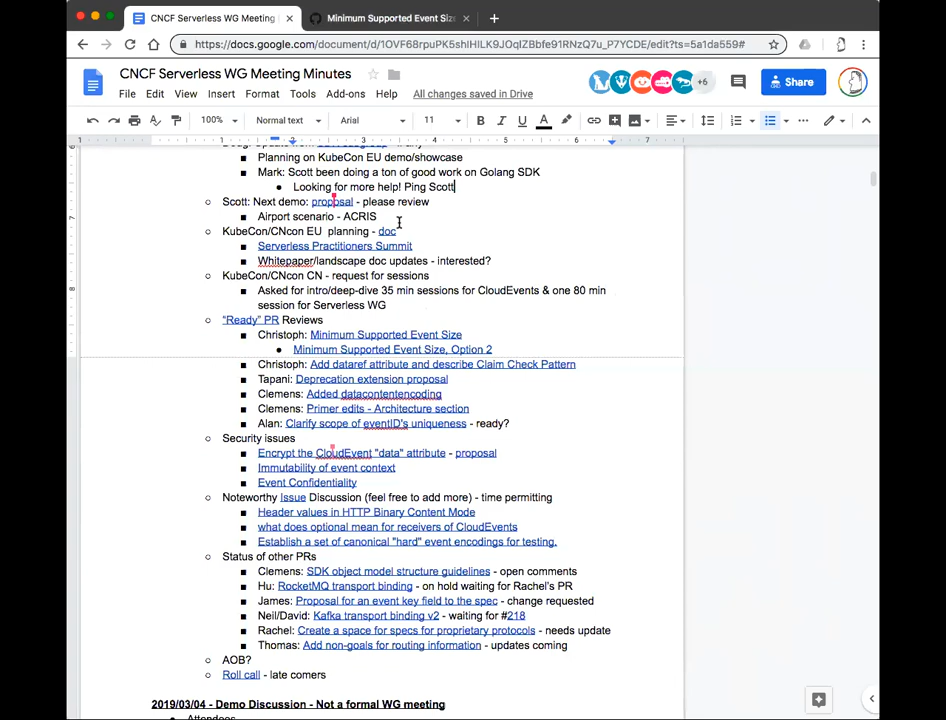 CNCF Serverless WG Meeting
Minimum Supported Event Siz
https://docs.google.com/document/d/1OVF68rpuPK5shIHILK9JOqIZBbfe91RNzQ7u_P7YCDE/edit?ts=5a1da559#
CNCF Serverless WG Meeting Minutes
File Edit View Insert Format Tools Add-ons Help All changes saved in Drive
+6
Share
100% Normal text Arial 11 B I U A
1 1 2 3 4 5 6 7
Planning on KubeCon EU demo/showcase
Mark: Scott been doing a ton of good work on Golang SDK
Looking for more help! Ping Scott
Scott: Next demo: proposal - please review
Airport scenario - ACRIS
KubeCon/CNcon EU planning - doc
Serverless Practitioners Summit
Whitepaper/landscape doc updates - interested?
KubeCon/CNcon CN - request for sessions
Asked for intro/deep-dive 35 min sessions for CloudEvents & one 80 min
session for Serverless WG
"Ready" PR Reviews
Christoph: Minimum Supported Event Size
Minimum Supported Event Size, Option 2
Christoph: Add dataref attribute and describe Claim Check Pattern
Tapani: Deprecation extension proposal
Clemens: Added datacontentencoding
Clemens: Primer edits - Architecture section
Alan: Clarify scope of eventID's uniqueness - ready?
Security issues
Encrypt the CloudEvent "data" attribute - proposal
Immutability of event context
Event Confidentiality
Noteworthy Issue Discussion (feel free to add more) - time permitting
Header values in HTTP Binary Content Mode
what does optional mean for receivers of CloudEvents
Establish a set of canonical "hard" event encodings for testing.
Status of other PRs
Clemens: SDK object model structure guidelines - open comments
Hu: RocketMQ transport binding - on hold waiting for Rachel's PR
James: Proposal for an event key field to the spec - change requested
Neil/David: Kafka transport binding v2 - waiting for #218
Rachel: Create a space for specs for proprietary protocols - needs update
Thomas: Add non-goals for routing information - updates coming
AOB?
Roll call - late comers
2019/03/04 - Demo Discussion - Not a formal WG meeting
Attendees
7
8